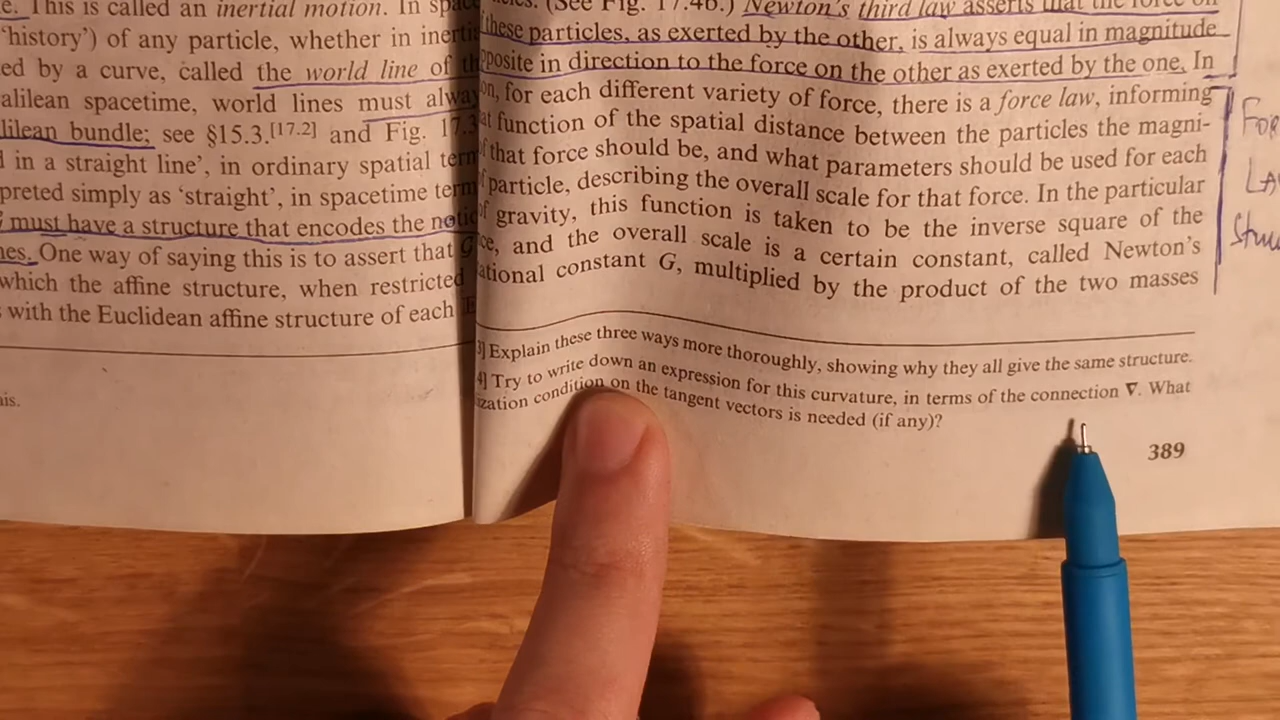 e. This is called an inertial motion. In space
'history') of any particle, whether in inerti
ed by a curve, called the world line of th
alilean spacetime, world lines must alway
lilean bundle; see §15.3.[17.2] and Fig. 17.3
d in a straight line', in ordinary spatial term
preted simply as 'straight', in spacetime term
must have a structure that encodes the notic
nes. One way of saying this is to assert that G
which the affine structure, when restricted
s with the Euclidean affine structure of each E
his.
(See Fig. 17.4b.) Newton's third law asserts that the force on
these particles, as exerted by the other, is always equal in magnitude
pposite in direction to the force on the other as exerted by the one. In
on, for each different variety of force, there is a force law, informing
at function of the spatial distance between the particles the magni-
f that force should be, and what parameters should be used for each
f particle, describing the overall scale for that force. In the particular
of gravity, this function is taken to be the inverse square of the
ce, and the overall scale is a certain constant, called Newton's
ational constant G, multiplied by the product of the two masses
3] Explain these three ways more thoroughly, showing why they all give the same structure.
4] Try to write down an expression for this curvature, in terms of the connection ∇. What
ization condition on the tangent vectors is needed (if any)?
389